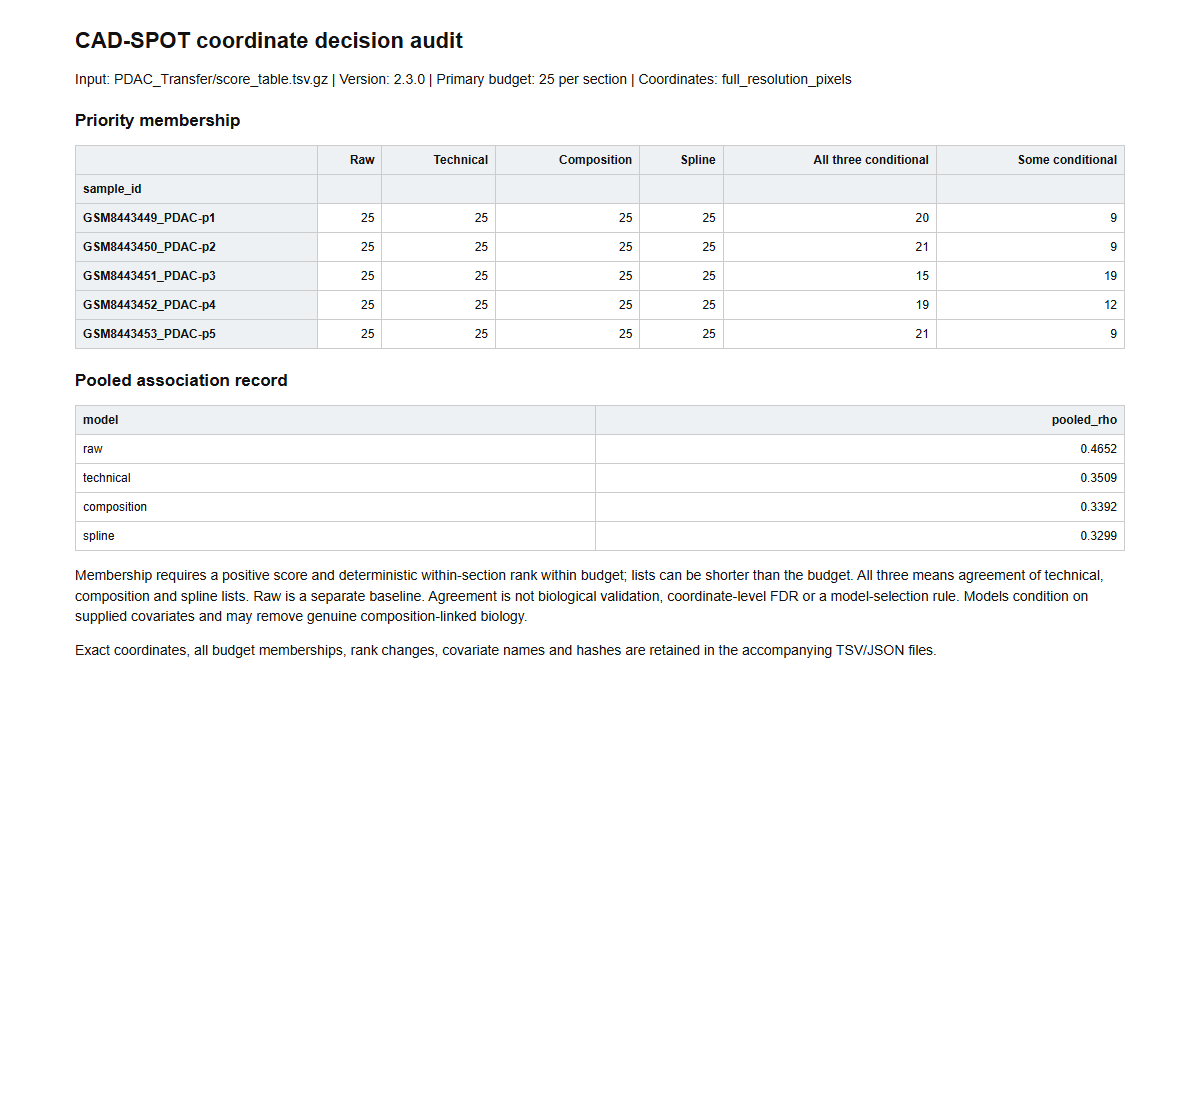 CAD-SPOT coordinate decision audit
Input: PDAC_Transfer/score_table.tsv.gz | Version: 2.3.0 | Primary budget: 25 per section | Coordinates: full_resolution_pixels
Priority membership
Raw Technical Composition Spline All three conditional Some conditional
sample_id
GSM8443449_PDAC-p1 25 25 25 25 20 9
GSM8443450_PDAC-p2 25 25 25 25 21 9
GSM8443451_PDAC-p3 25 25 25 25 15 19
GSM8443452_PDAC-p4 25 25 25 25 19 12
GSM8443453_PDAC-p5 25 25 25 25 21 9
Pooled association record
model pooled_rho
raw 0.4652
technical 0.3509
composition 0.3392
spline 0.3299
Membership requires a positive score and deterministic within-section rank within budget; lists can be shorter than the budget. All three means agreement of technical,
composition and spline lists. Raw is a separate baseline. Agreement is not biological validation, coordinate-level FDR or a model-selection rule. Models condition on
supplied covariates and may remove genuine composition-linked biology.
Exact coordinates, all budget memberships, rank changes, covariate names and hashes are retained in the accompanying TSV/JSON files.